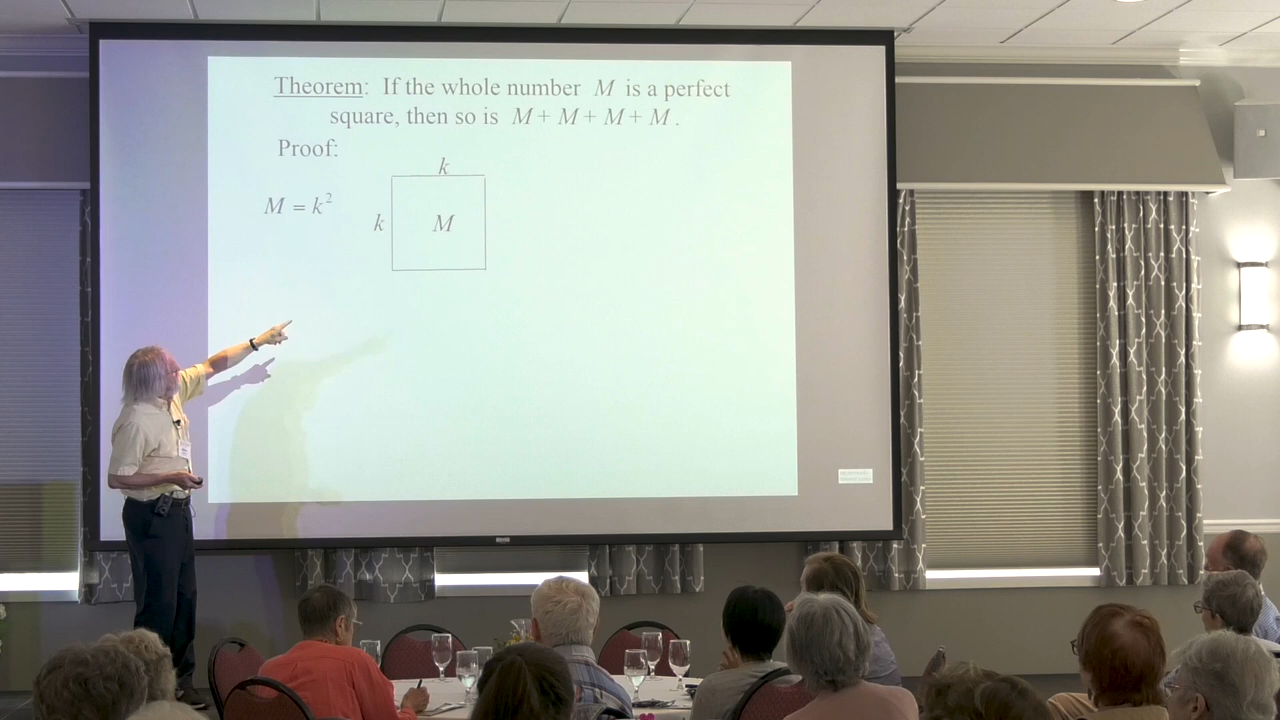 Theorem: If the whole number M is a perfect
square, then so is M + M + M + M.
Proof:
k
M = k²
k
M